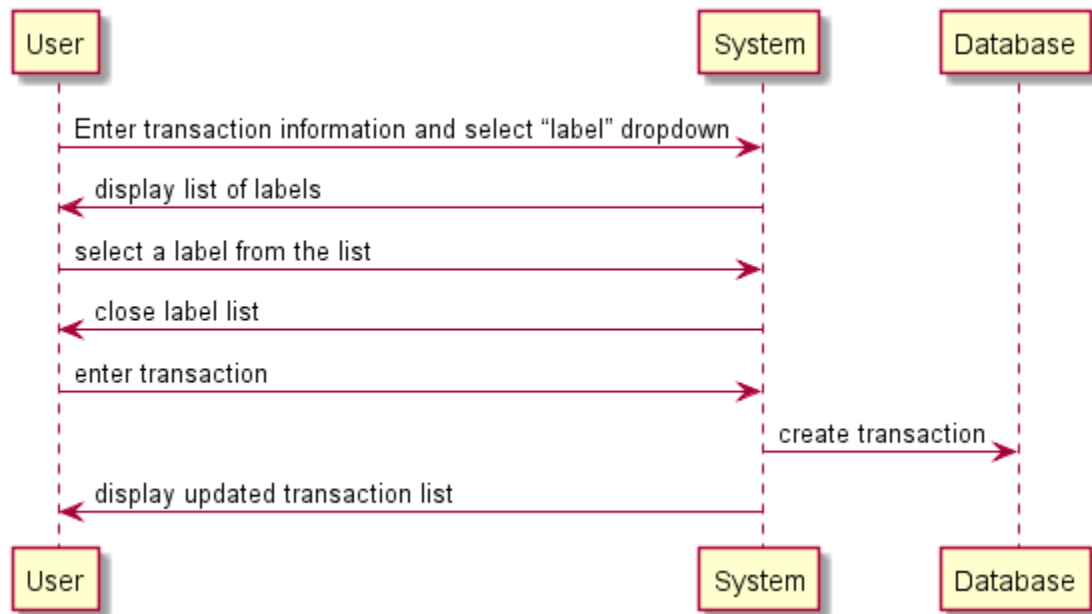 User System Database
Enter transaction information and select “label” dropdown
display list of labels
select a label from the list
close label list
enter transaction
create transaction
display updated transaction list
User System Database